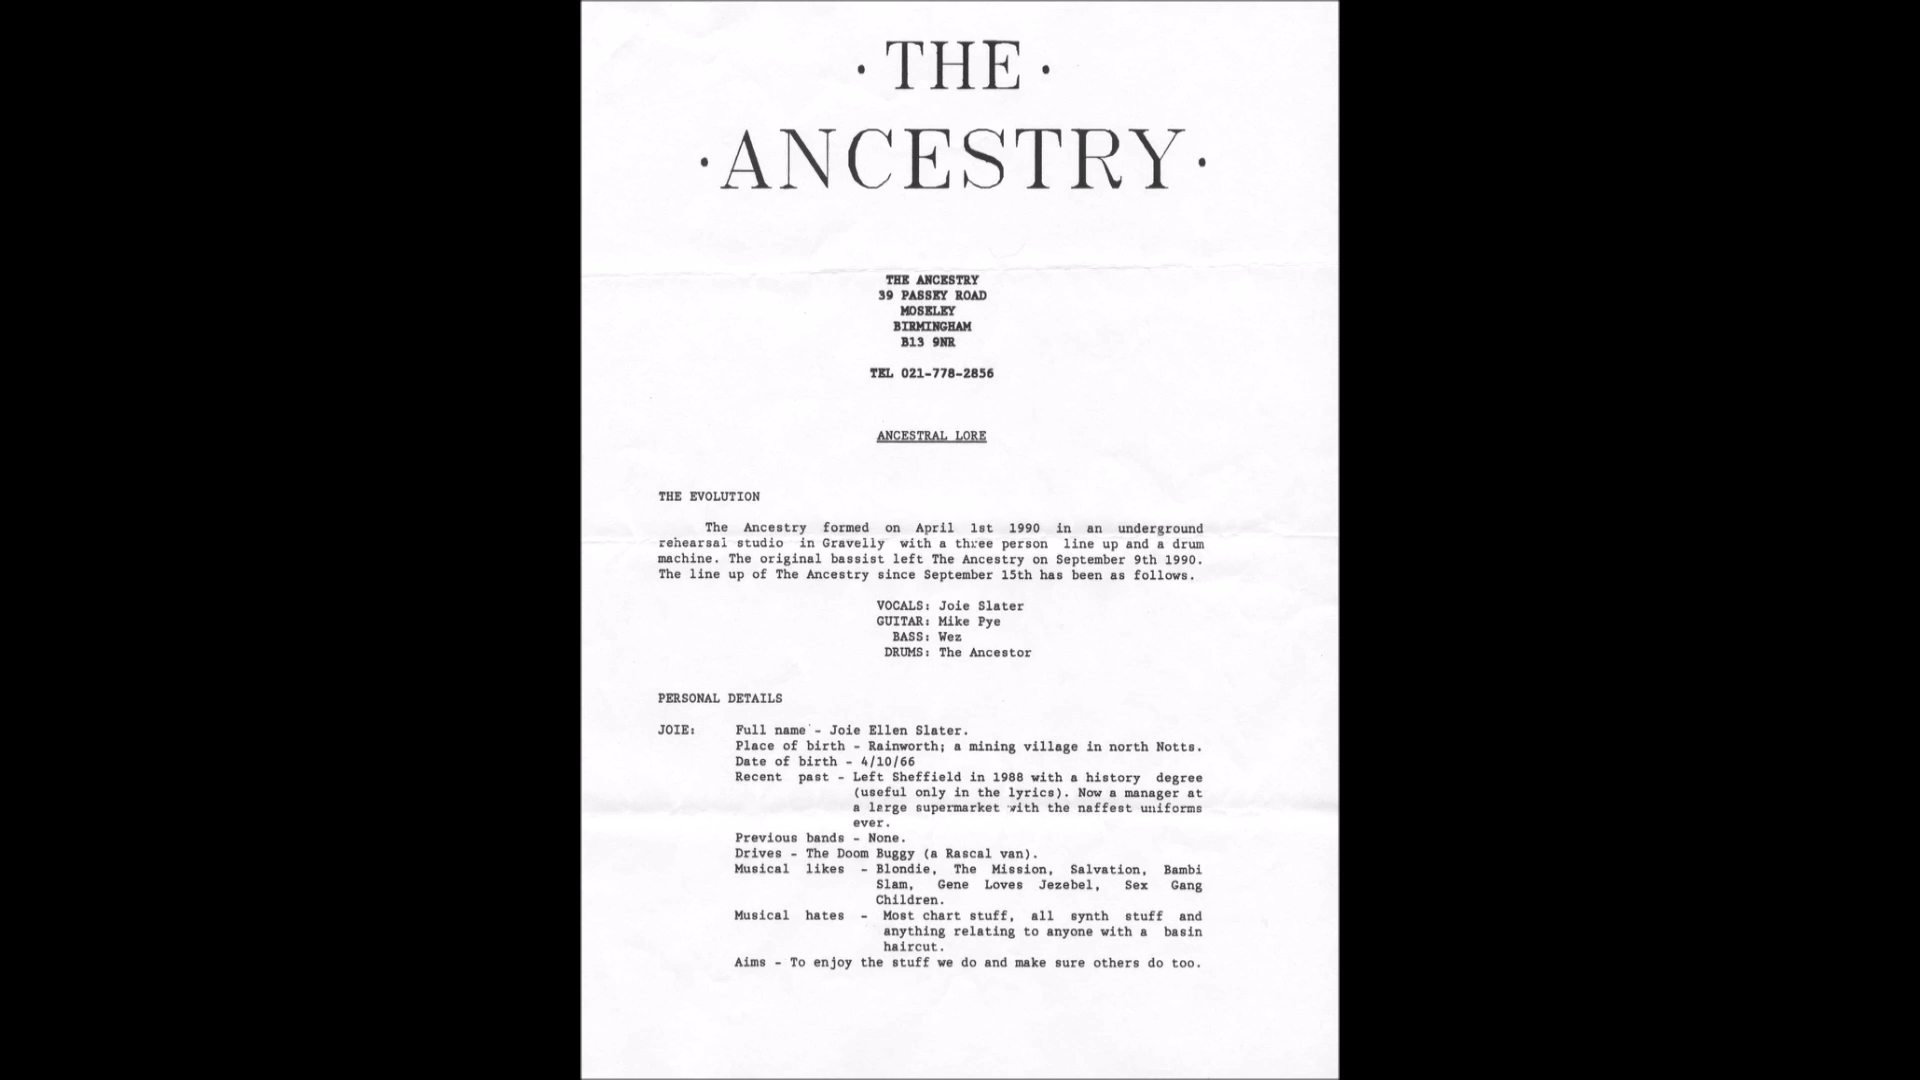 · THE ·
· ANCESTRY ·
THE ANCESTRY
39 PASSEY ROAD
MOSELEY
BIRMINGHAM
B13 9NR
TEL 021-778-2856
ANCESTRAL LORE
THE EVOLUTION
The Ancestry formed on April 1st 1990 in an underground
rehearsal studio in Gravelly with a three person line up and a drum
machine. The original bassist left The Ancestry on September 9th 1990.
The line up of The Ancestry since September 15th has been as follows.
VOCALS: Joie Slater
GUITAR: Mike Pye
BASS: Wez
DRUMS: The Ancestor
PERSONAL DETAILS
JOIE: Full name - Joie Ellen Slater.
Place of birth - Rainworth; a mining village in north Notts.
Date of birth - 4/10/66
Recent past - Left Sheffield in 1988 with a history degree
(useful only in the lyrics). Now a manager at
a large supermarket with the naffest uniforms
ever.
Previous bands - None.
Drives - The Doom Buggy (a Rascal van).
Musical likes - Blondie, The Mission, Salvation, Bambi
Slam, Gene Loves Jezebel, Sex Gang
Children.
Musical hates - Most chart stuff, all synth stuff and
anything relating to anyone with a basin
haircut.
Aims - To enjoy the stuff we do and make sure others do too.